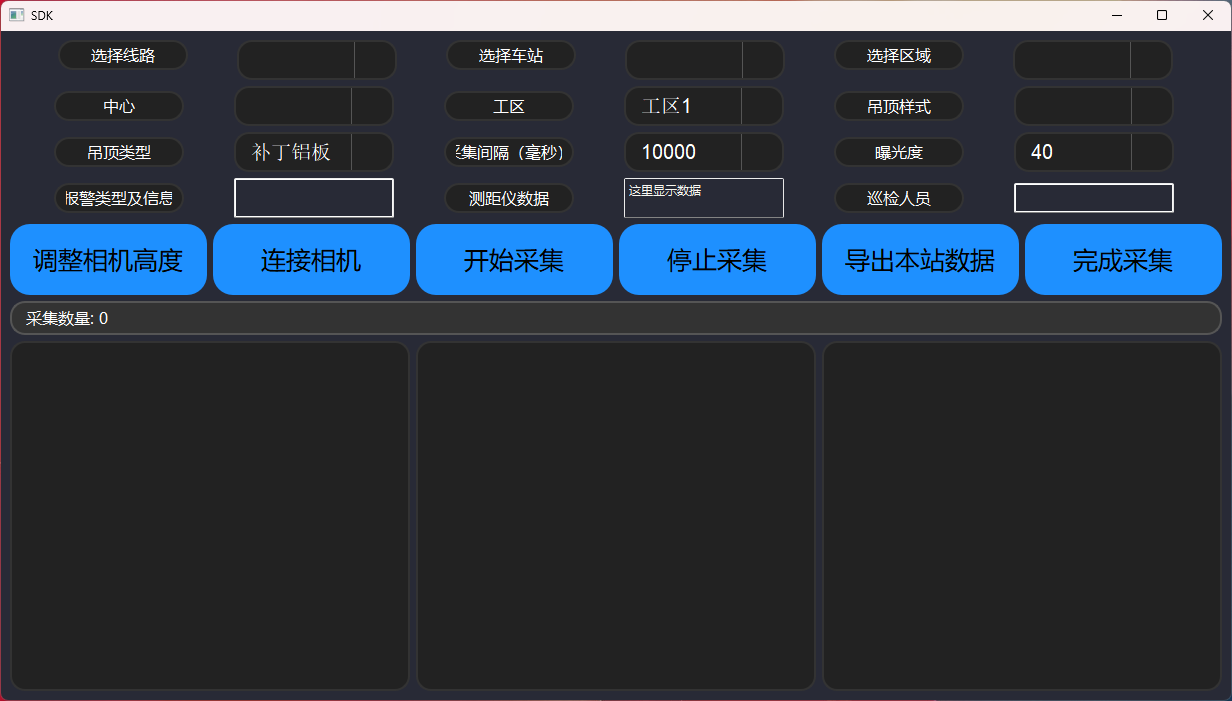 SDK
选择线路 选择车站 选择区域
中心 工区 工区1 吊顶样式
吊顶类型 补丁铝板 采集间隔（毫秒） 10000 曝光度 40
报警类型及信息 测距仪数据 这里显示数据 巡检人员
调整相机高度 连接相机 开始采集 停止采集 导出本站数据 完成采集
采集数量: 0